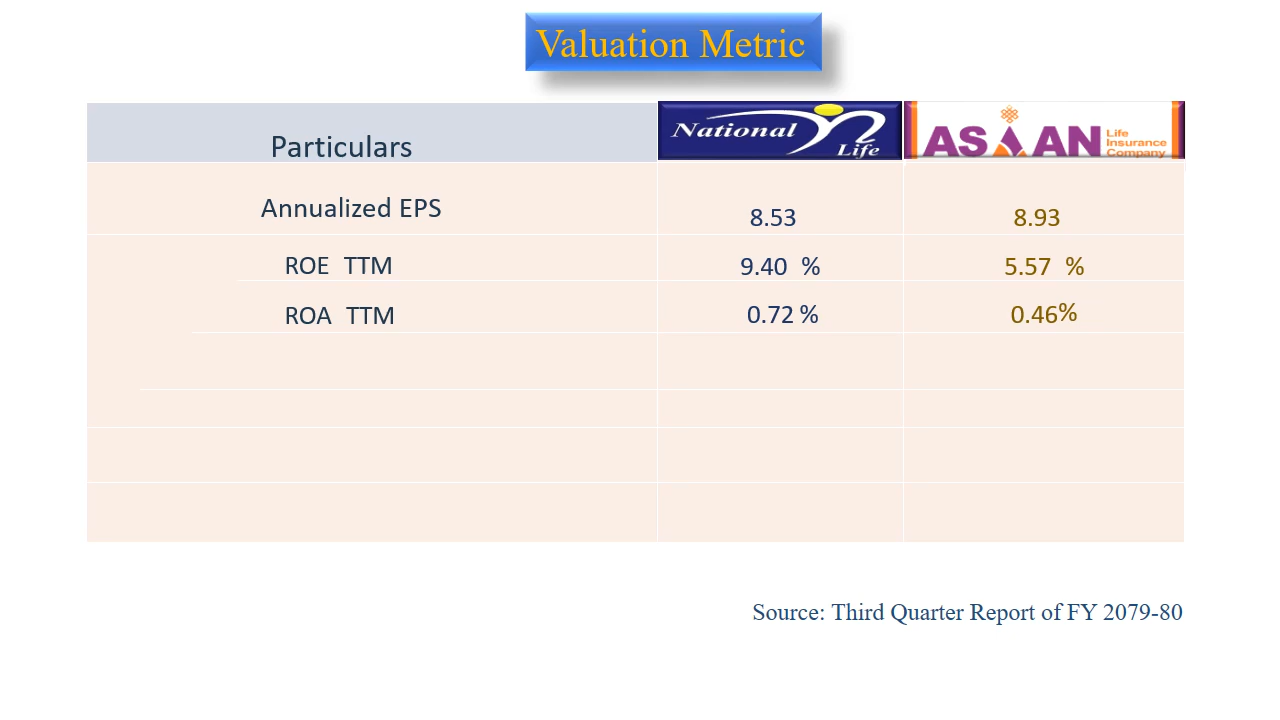 Valuation Metric
Particulars
National Life
ASIAN Life Insurance Company
Annualized EPS 8.53 8.93
ROE TTM 9.40 % 5.57 %
ROA TTM 0.72 % 0.46%
Source: Third Quarter Report of FY 2079-80